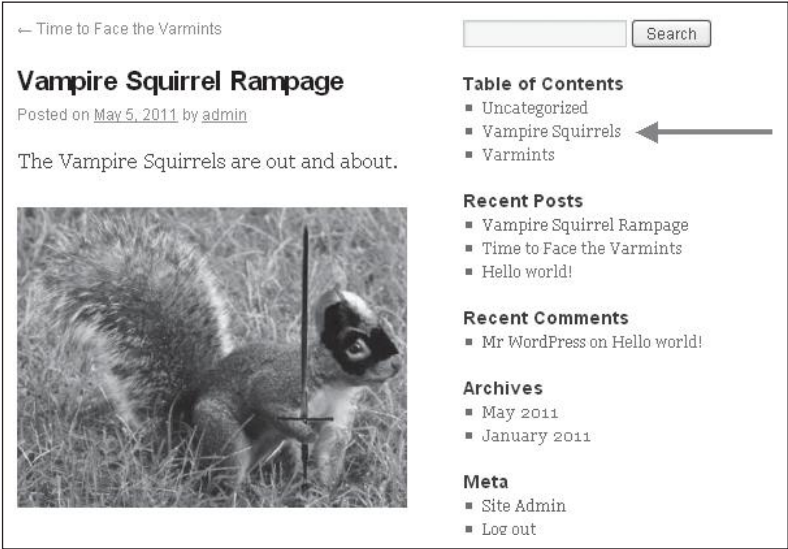 ← Time to Face the Varmints
Vampire Squirrel Rampage
Posted on May 5, 2011 by admin
The Vampire Squirrels are out and about.
Search
Table of Contents
Uncategorized
Vampire Squirrels
Varmints
Recent Posts
Vampire Squirrel Rampage
Time to Face the Varmints
Hello world!
Recent Comments
Mr WordPress on Hello world!
Archives
May 2011
January 2011
Meta
Site Admin
Log out